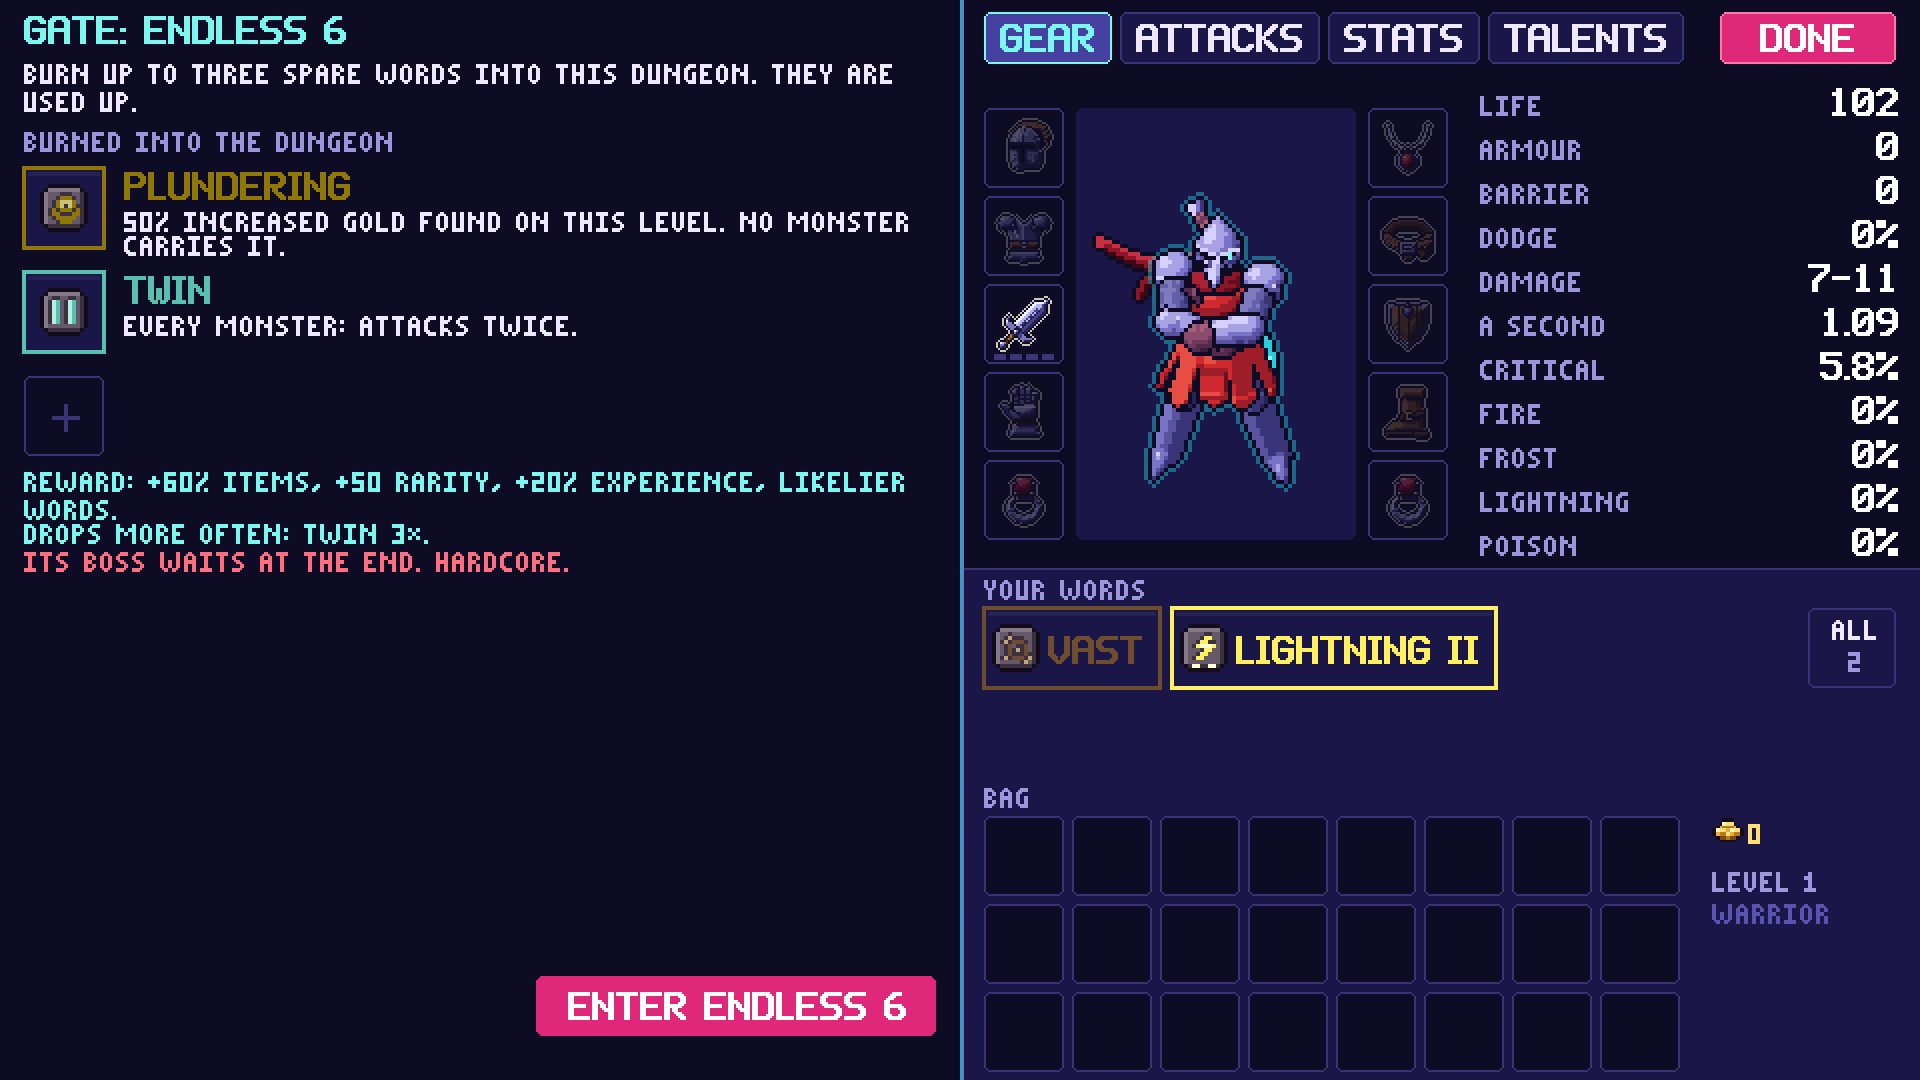 GATE: ENDLESS 6
BURN UP TO THREE SPARE WORDS INTO THIS DUNGEON. THEY ARE
USED UP.
BURNED INTO THE DUNGEON
PLUNDERING
50% INCREASED GOLD FOUND ON THIS LEVEL. NO MONSTER
CARRIES IT.
TWIN
EVERY MONSTER: ATTACKS TWICE.
+
REWARD: +60% ITEMS, +50 RARITY, +20% EXPERIENCE, LIKELIER
WORDS.
DROPS MORE OFTEN: TWIN 3×.
ITS BOSS WAITS AT THE END. HARDCORE.
ENTER ENDLESS 6
GEAR ATTACKS STATS TALENTS DONE
LIFE 102
ARMOUR 0
BARRIER 0
DODGE 0%
DAMAGE 7-11
A SECOND 1.09
CRITICAL 5.8%
FIRE 0%
FROST 0%
LIGHTNING 0%
POISON 0%
YOUR WORDS
VAST LIGHTNING II
ALL
2
BAG
0
LEVEL 1
WARRIOR